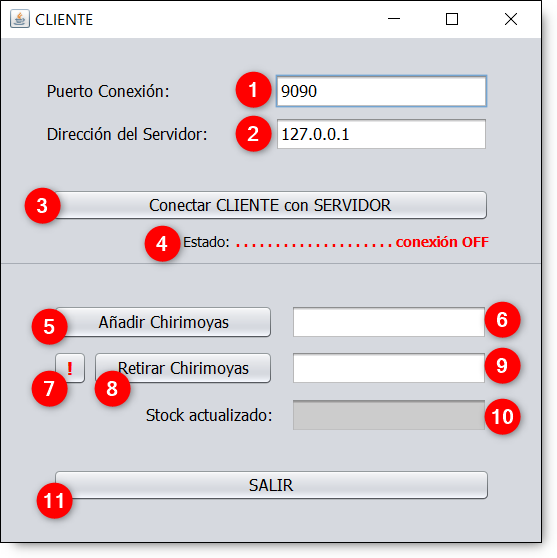 CLIENTE
Puerto Conexión: 1 9090
Dirección del Servidor: 2 127.0.0.1
3 Conectar CLIENTE con SERVIDOR
4 Estado: . . . . . . . . . . . . . . . . . . . . conexión OFF
5 Añadir Chirimoyas 6
7 ! 8 Retirar Chirimoyas 9
Stock actualizado: 10
11 SALIR